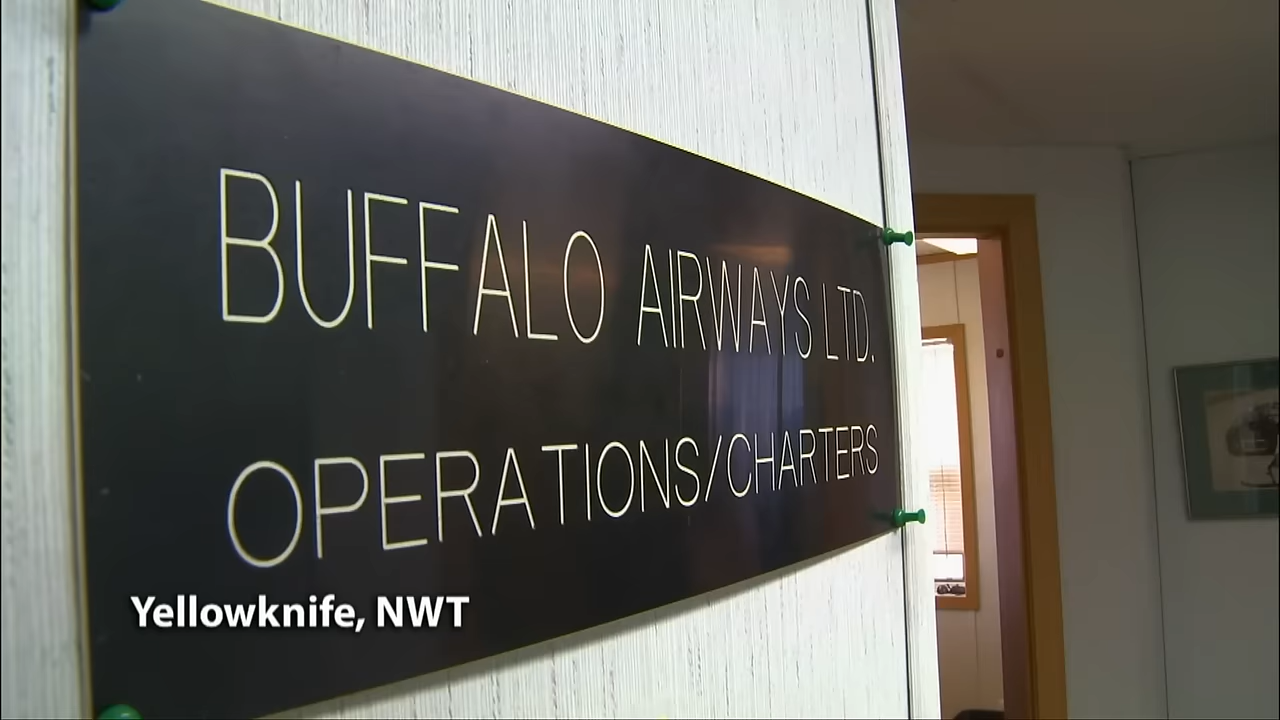 BUFFALO AIRWAYS LTD.
OPERATIONS/CHARTERS
Yellowknife, NWT